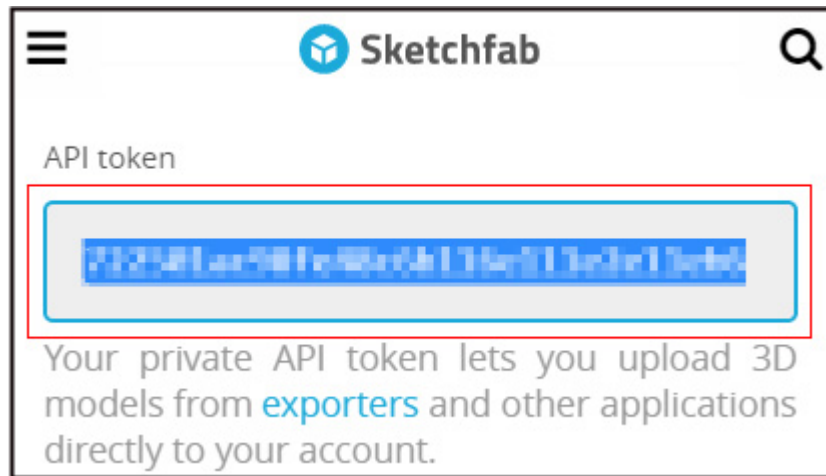 Sketchfab
API token
Your private API token lets you upload 3D
models from exporters and other applications
directly to your account.